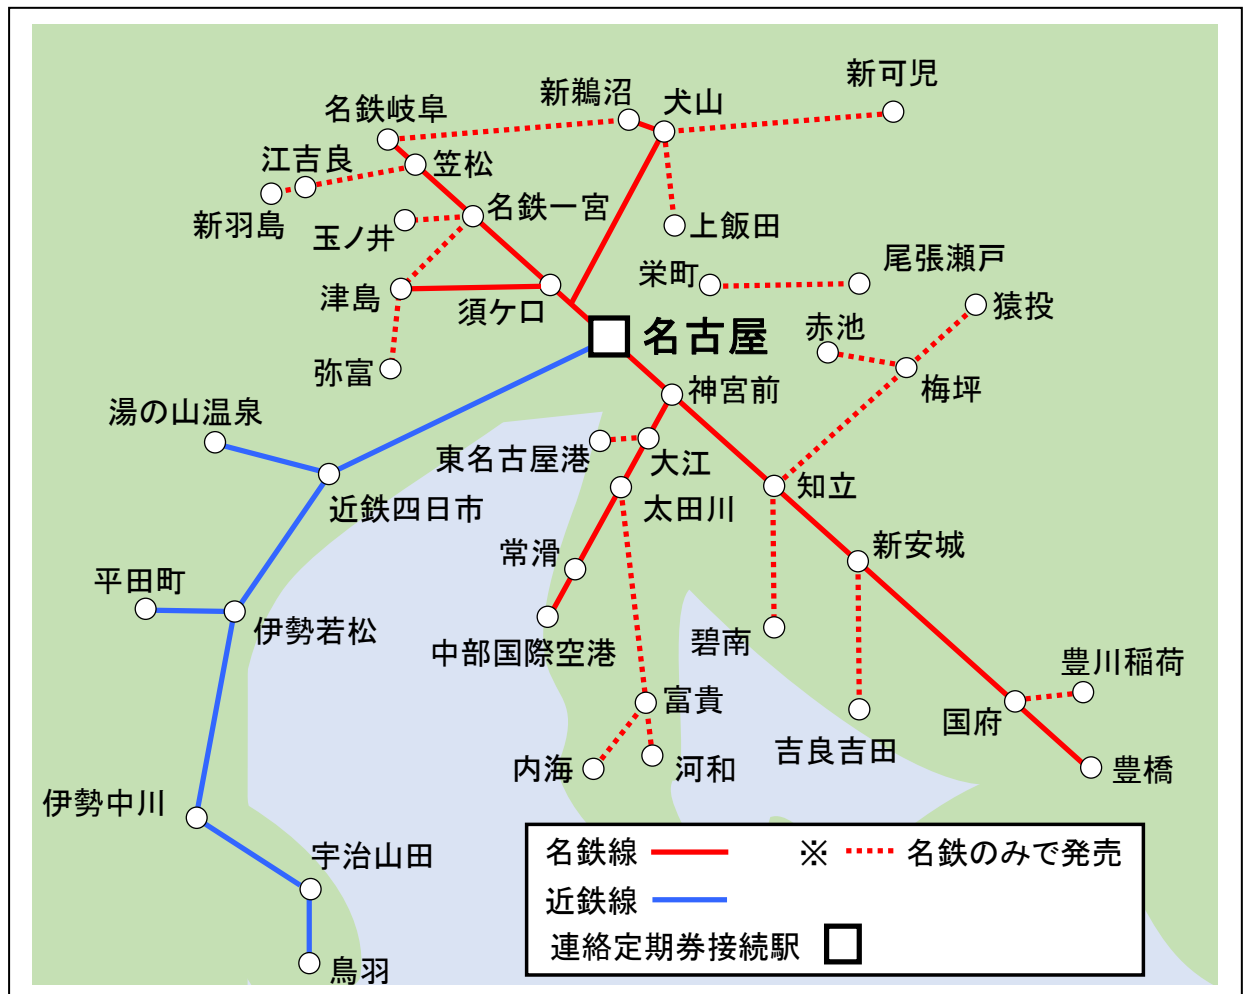 新可児
新鵜沼
犬山
名鉄岐阜
江吉良
笠松
新羽島
名鉄一宮
玉ノ井
上飯田
尾張瀬戸
栄町
津島
須ケ口
猿投
赤池
名古屋
弥富
梅坪
神宮前
湯の山温泉
東名古屋港
大江
知立
近鉄四日市
太田川
新安城
常滑
平田町
伊勢若松
碧南
中部国際空港
豊川稲荷
富貴
国府
吉良吉田
内海
河和
豊橋
伊勢中川
宇治山田
鳥羽
名鉄線 ※ 名鉄のみで発売
近鉄線
連絡定期券接続駅